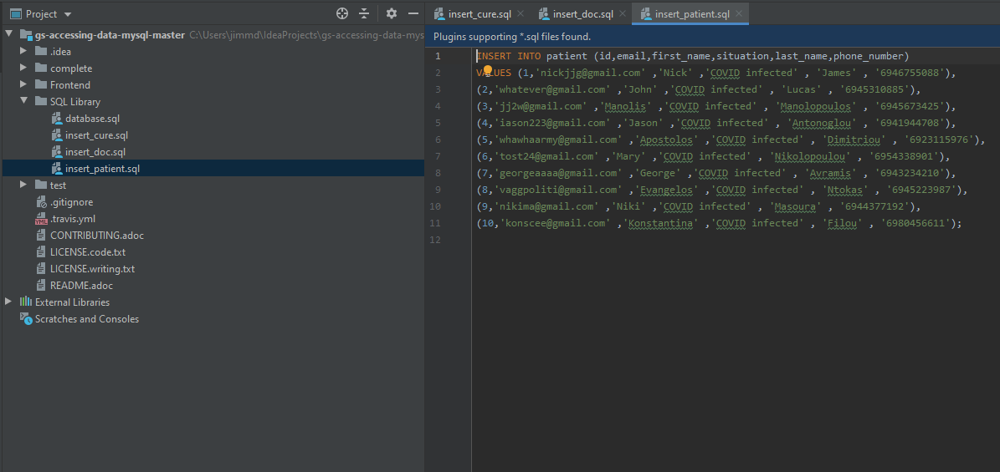 Project
gs-accessing-data-mysql-master C:\Users\jimmd\IdeaProjects\gs-accessing-data-mys
.idea
complete
Frontend
SQL Library
database.sql
insert_cure.sql
insert_doc.sql
insert_patient.sql
test
.gitignore
.travis.yml
CONTRIBUTING.adoc
LICENSE.code.txt
LICENSE.writing.txt
README.adoc
External Libraries
Scratches and Consoles
insert_cure.sql insert_doc.sql insert_patient.sql
Plugins supporting *.sql files found.
1 INSERT INTO patient (id,email,first_name,situation,last_name,phone_number)
2 VALUES (1,'nickjjg@gmail.com' ,'Nick' ,'COVID infected' , 'James' , '6946755088'),
3 (2,'whatever@gmail.com' ,'John' ,'COVID infected' , 'Lucas' , '6945310885'),
4 (3,'jj2w@gmail.com' ,'Manolis' ,'COVID infected' , 'Manolopoulos' , '6945673425'),
5 (4,'iason223@gmail.com' ,'Jason' ,'COVID infected' , 'Antonoglou' , '6941944708'),
6 (5,'whawhaarmy@gmail.com' ,'Apostolos' ,'COVID infected' , 'Dimitriou' , '6923115976'),
7 (6,'tost24@gmail.com' ,'Mary' ,'COVID infected' , 'Nikolopoulou' , '6954338901'),
8 (7,'georgeaaaa@gmail.com' ,'George' ,'COVID infected' , 'Avramis' , '6943234210'),
9 (8,'vaggpoliti@gmail.com' ,'Evangelos' ,'COVID infected' , 'Ntokas' , '6945223987'),
10 (9,'nikima@gmail.com' ,'Niki' ,'COVID infected' , 'Masoura' , '6944377192'),
11 (10,'konscee@gmail.com' ,'Konstantina' ,'COVID infected' , 'Filou' , '6980456611');
12